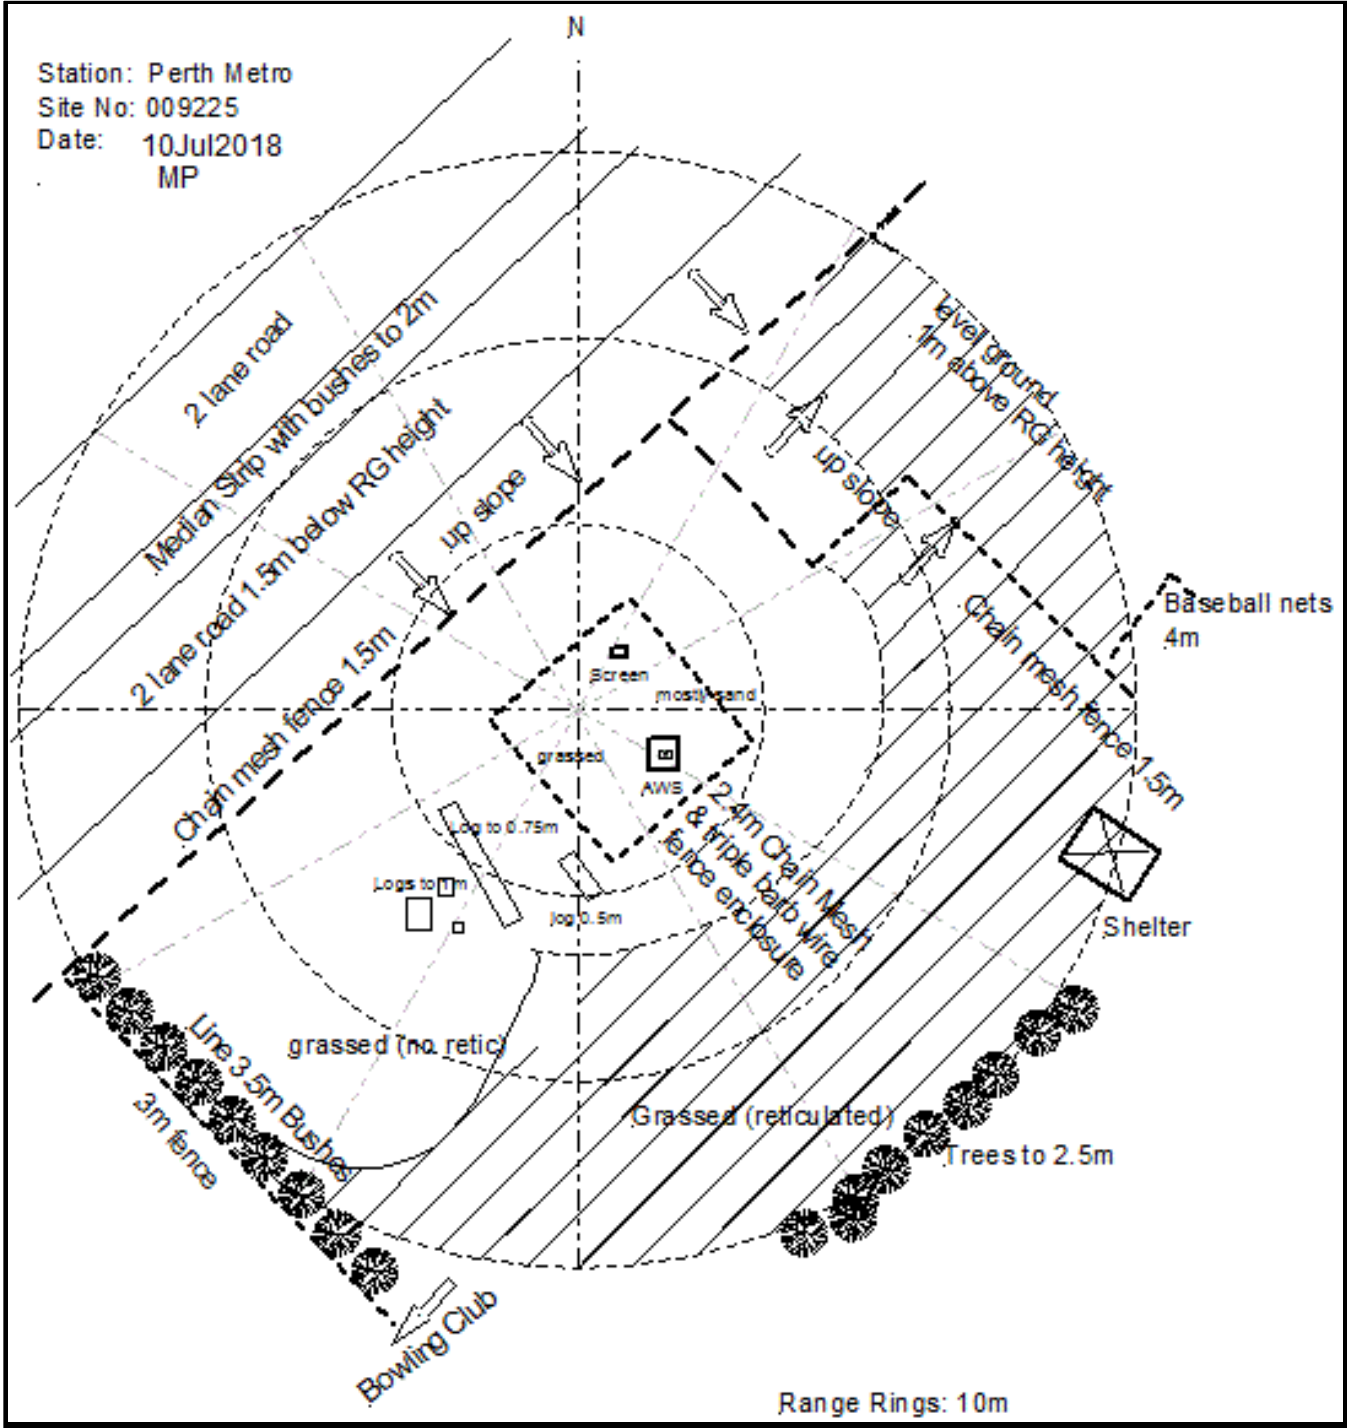 N
Station: Perth Metro
Site No: 009225
Date: 10Jul2018
MP
2 lane road
Median Strip with bushes to 2m
2 lane road 1.5m below RG height
up slope
Chain mesh fence 1.5m
level ground
1m above RG height
up slope
Chain mesh fence 1.5m
Baseball nets
4m
Screen
mostly sand
grassed
AWS
2.4m Chain Mesh
& triple barb wire
fence enclosure
Log to 0.75m
Logs to 1m
log 0.5m
Shelter
grassed (no retic)
Line 3.5m Bushes
3m fence
Grassed (reticulated)
Trees to 2.5m
Bowling Club
Range Rings: 10m